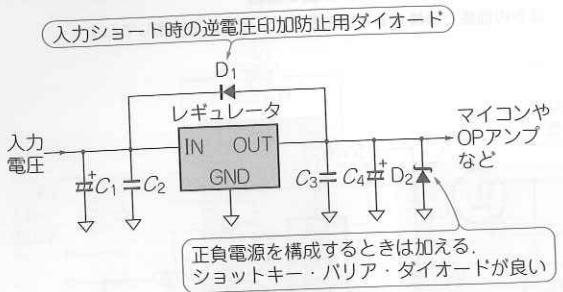 入力ショート時の逆電圧印加防止用ダイオード
D1
レギュレータ
入力
電圧
IN OUT
GND
+
C1
C2
C3
C4
+
D2
マイコンや
OPアンプ
など
正負電源を構成するときは加える.
ショットキー・バリア・ダイオードが良い